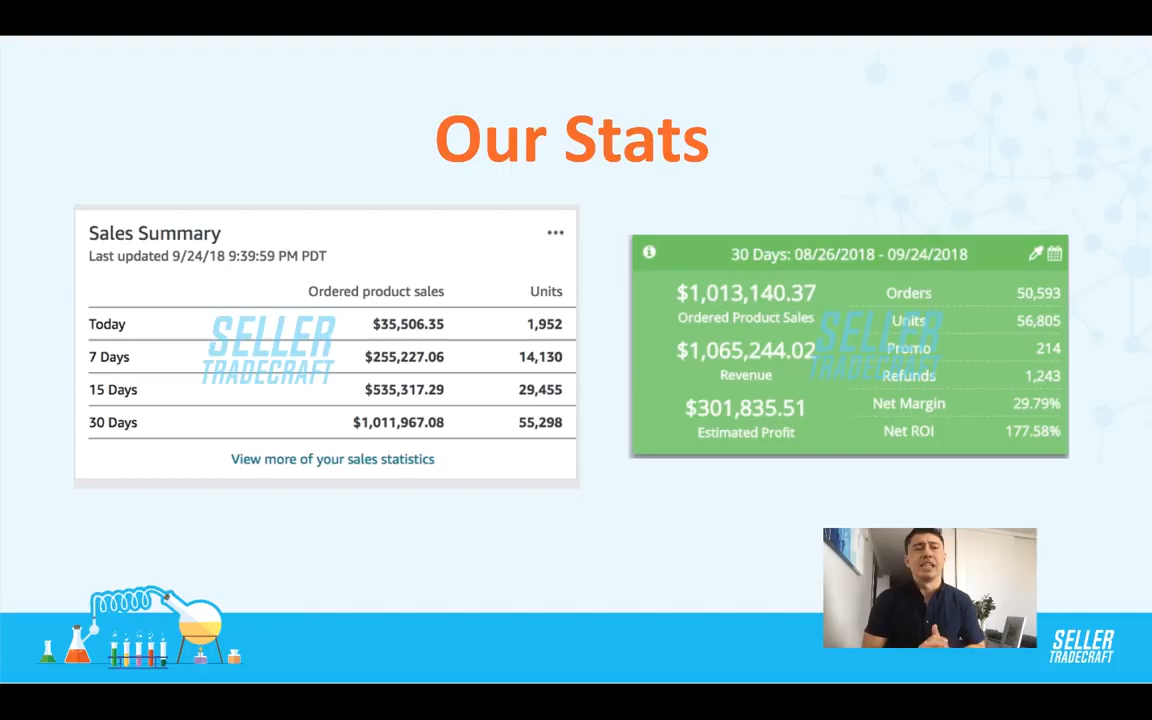 Our Stats
Sales Summary
Last updated 9/24/18 9:39:59 PM PDT
Ordered product sales Units
Today $35,506.35 1,952
7 Days $255,227.06 14,130
15 Days $535,317.29 29,455
30 Days $1,011,967.08 55,298
View more of your sales statistics
SELLER
TRADECRAFT
30 Days: 08/26/2018 - 09/24/2018
$1,013,140.37
Ordered Product Sales
$1,065,244.02
Revenue
$301,835.51
Estimated Profit
Orders 50,593
Units 56,805
Promo 214
Refunds 1,243
Net Margin 29.79%
Net ROI 177.58%
SELLER
TRADECRAFT
SELLER
TRADECRAFT